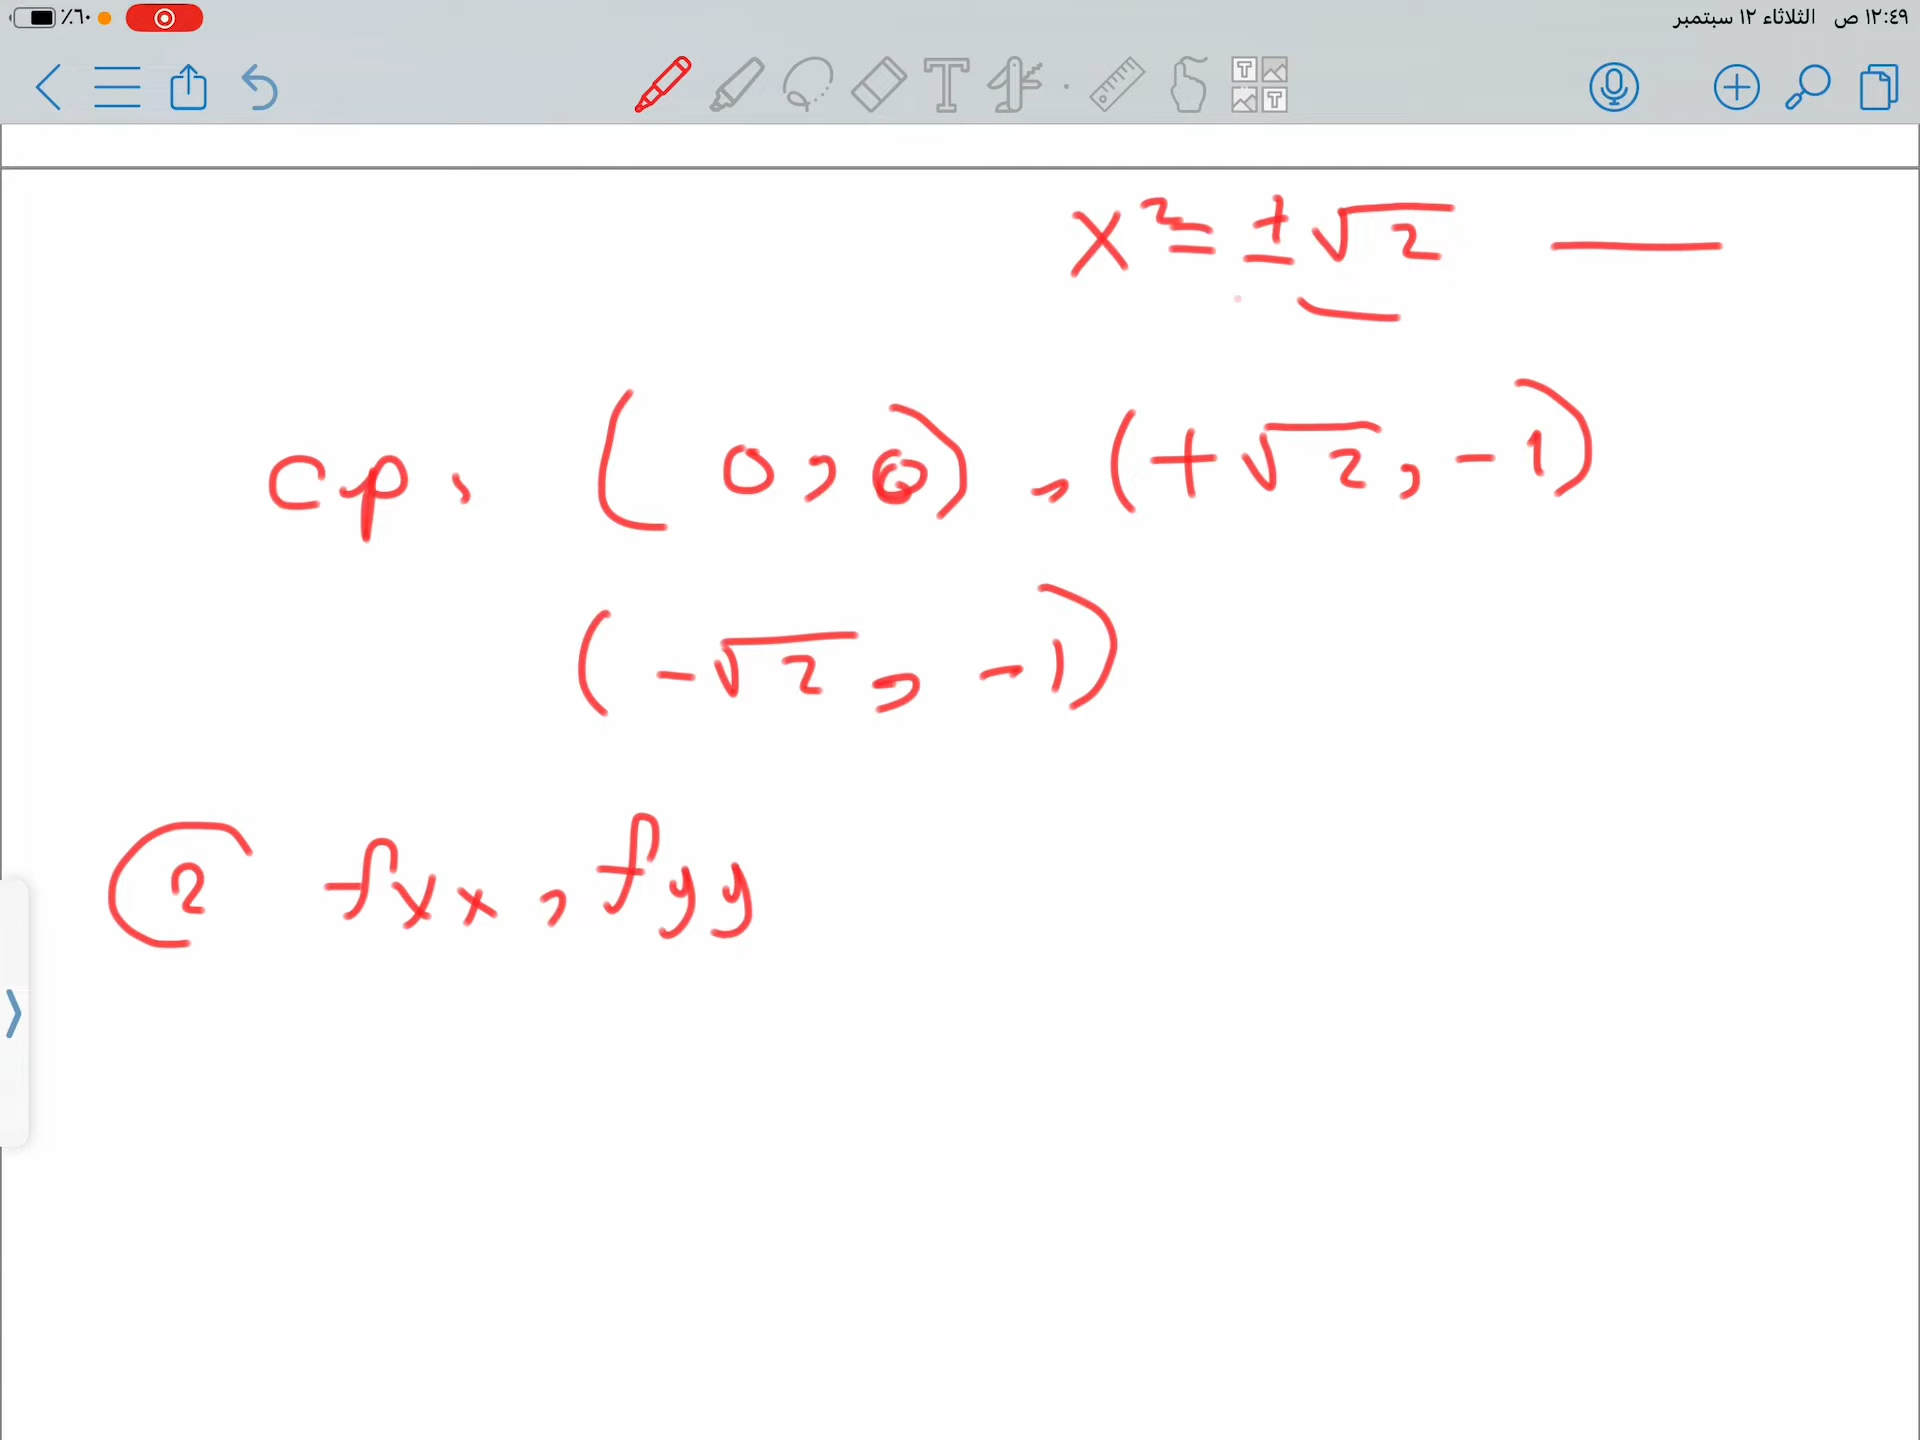 ٪٦٠ الثلاثاء ١٢ سبتمبر ١٢:٤٩ ص
x² = ±√2
cp, (0, 0), (+√2, -1)
(-√2, -1)
2 fxx, fyy